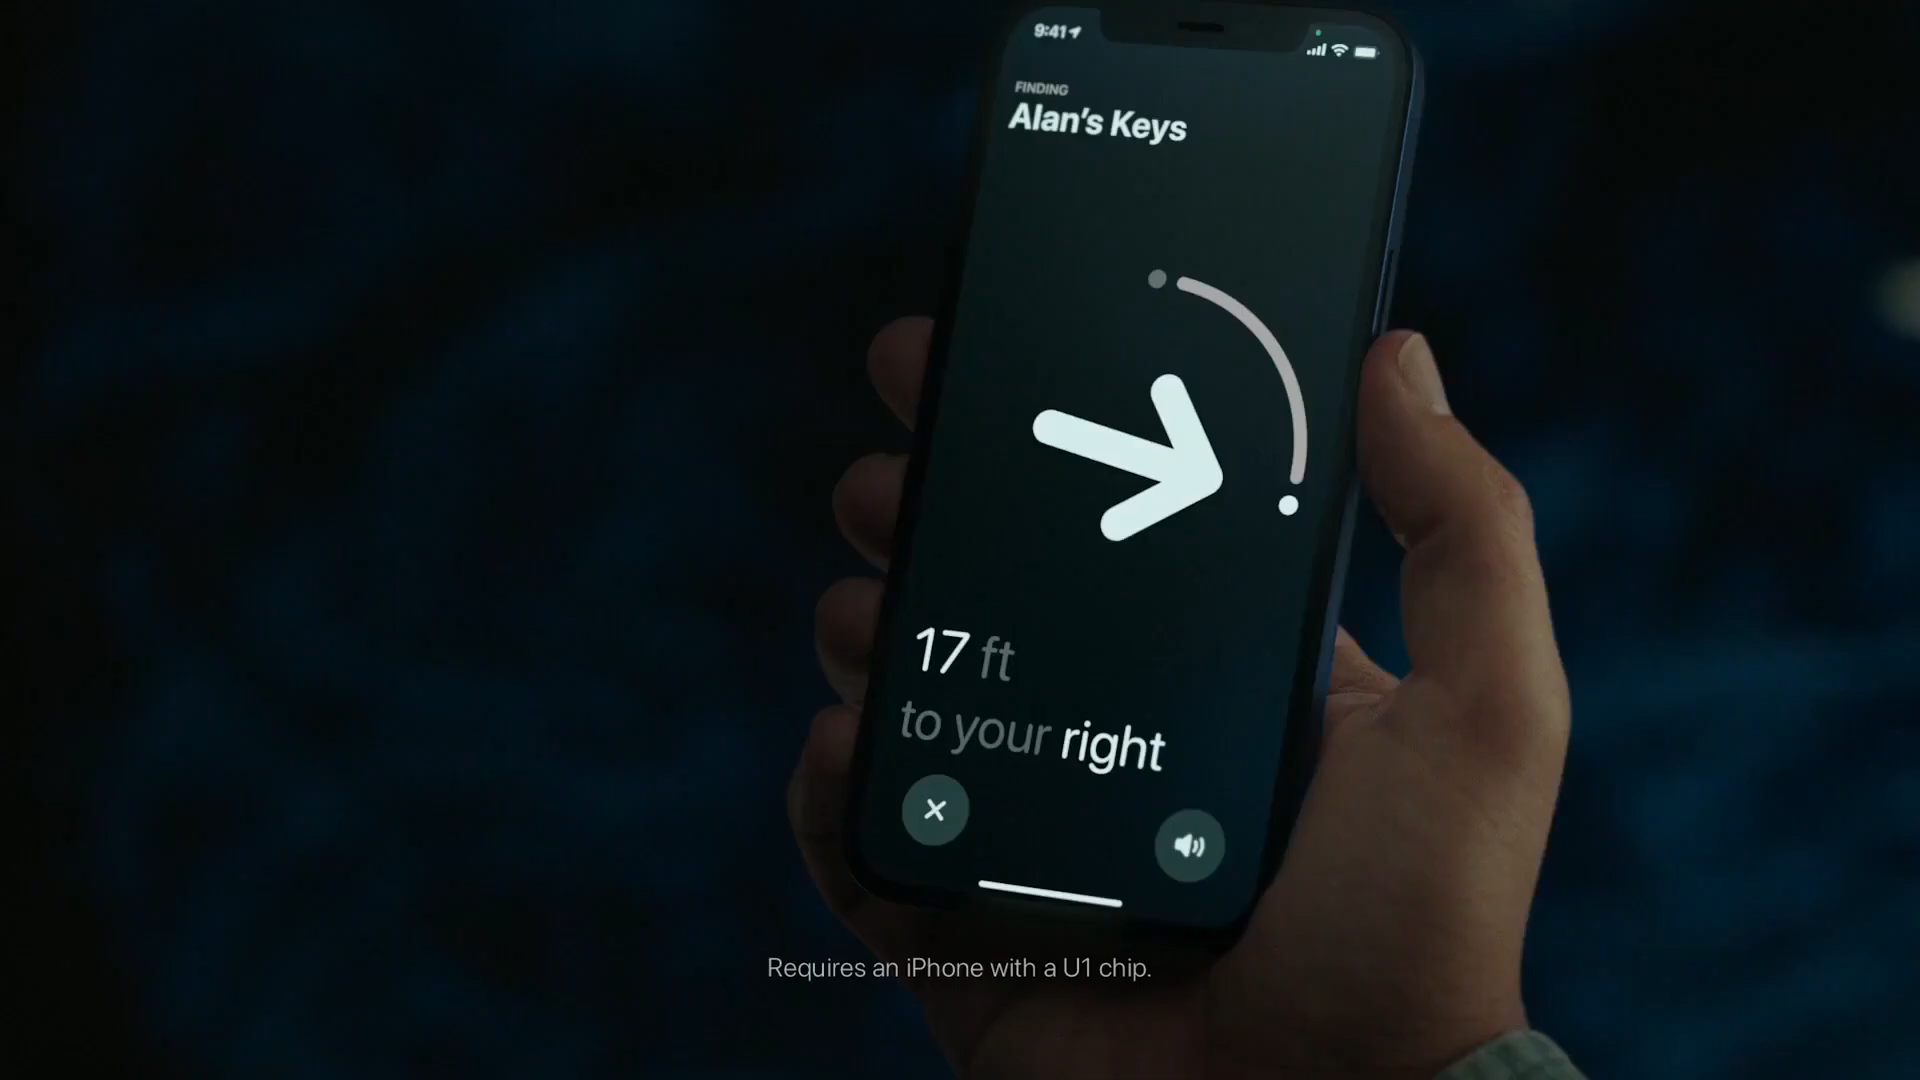 9:41
FINDING
Alan's Keys
17 ft
to your right
Requires an iPhone with a U1 chip.